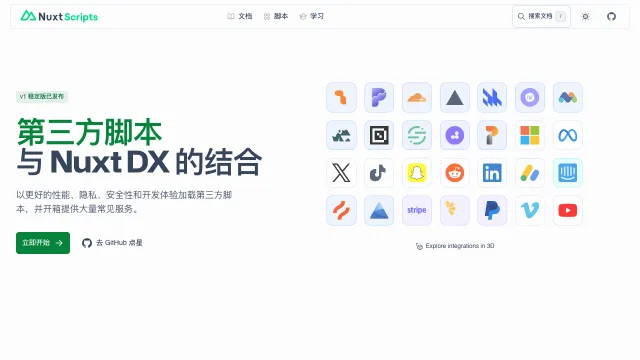 Nuxt Scripts
文档
脚本
学习
搜索文档
/
v1 稳定版已发布
第三方脚本
与 Nuxt DX 的结合
以更好的性能、隐私、安全性和开发体验加载第三方脚
本，并开箱提供大量常见服务。
立即开始
去 GitHub 点星
stripe
Explore integrations in 3D